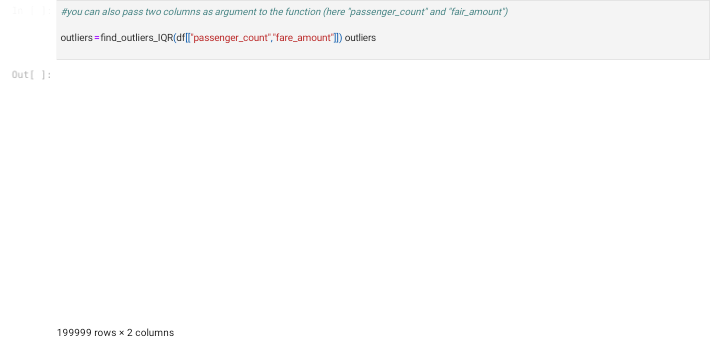 #you can also pass two columns as argument to the function (here "passenger_count" and "fair_amount")
outliers=find_outliers_IQR(df[["passenger_count","fare_amount"]]) outliers
Out[ ]:
199999 rows × 2 columns